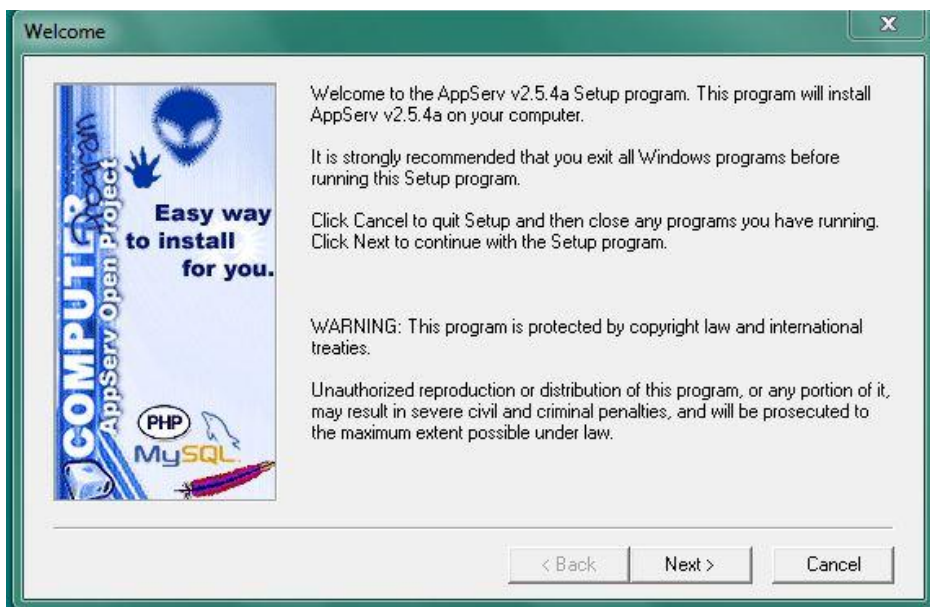 Welcome
X
Welcome to the AppServ v2.5.4a Setup program. This program will install
AppServ v2.5.4a on your computer.
It is strongly recommended that you exit all Windows programs before
running this Setup program.
Click Cancel to quit Setup and then close any programs you have running.
Click Next to continue with the Setup program.
WARNING: This program is protected by copyright law and international
treaties.
Unauthorized reproduction or distribution of this program, or any portion of it,
may result in severe civil and criminal penalties, and will be prosecuted to
the maximum extent possible under law.
COMPUTER
Program
AppServ Open Project
Easy way
to install
for you.
PHP
MySQL
< Back
Next >
Cancel